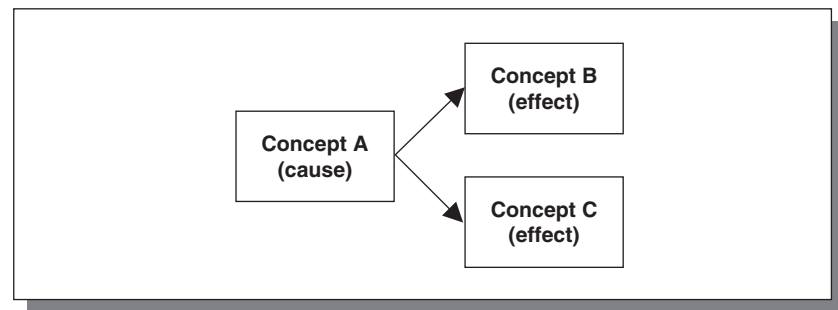 Concept B
(effect)
Concept A
(cause)
Concept C
(effect)